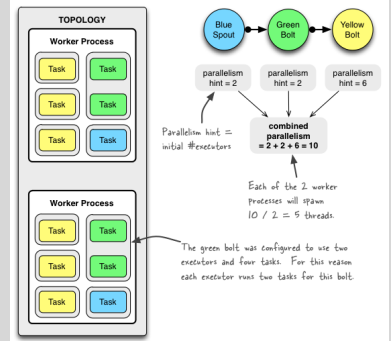 TOPOLOGY
Worker Process
Task
Task
Task
Task
Task
Task
Worker Process
Task
Task
Task
Task
Task
Task
Blue
Spout
Green
Bolt
Yellow
Bolt
parallelism
hint = 2
parallelism
hint = 2
parallelism
hint = 6
Parallelism hint =
initial #executors
combined
parallelism
= 2 + 2 + 6 = 10
Each of the 2 worker
processes will spawn
10 / 2 = 5 threads.
The green bolt was configured to use two
executors and four tasks. For this reason
each executor runs two tasks for this bolt.